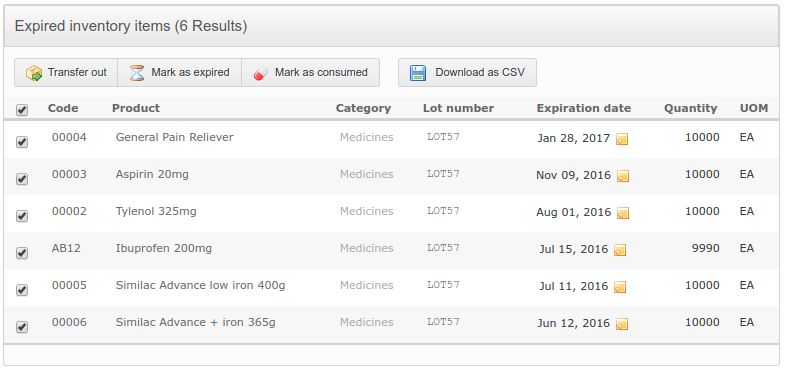 Expired inventory items (6 Results)
Transfer out Mark as expired Mark as consumed Download as CSV
Code Product Category Lot number Expiration date Quantity UOM
00004 General Pain Reliever Medicines LOT57 Jan 28, 2017 10000 EA
00003 Aspirin 20mg Medicines LOT57 Nov 09, 2016 10000 EA
00002 Tylenol 325mg Medicines LOT57 Aug 01, 2016 10000 EA
AB12 Ibuprofen 200mg Medicines LOT57 Jul 15, 2016 9990 EA
00005 Similac Advance low iron 400g Medicines LOT57 Jul 11, 2016 10000 EA
00006 Similac Advance + iron 365g Medicines LOT57 Jun 12, 2016 10000 EA